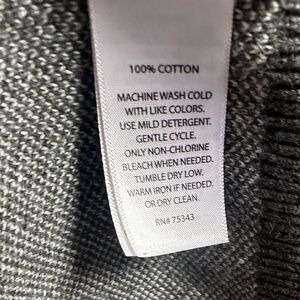 100% COTTON
MACHINE WASH COLD
WITH LIKE COLORS.
USE MILD DETERGENT.
GENTLE CYCLE.
ONLY NON-CHLORINE
BLEACH WHEN NEEDED.
TUMBLE DRY LOW.
WARM IRON IF NEEDED.
OR DRY CLEAN.
RN# 75343